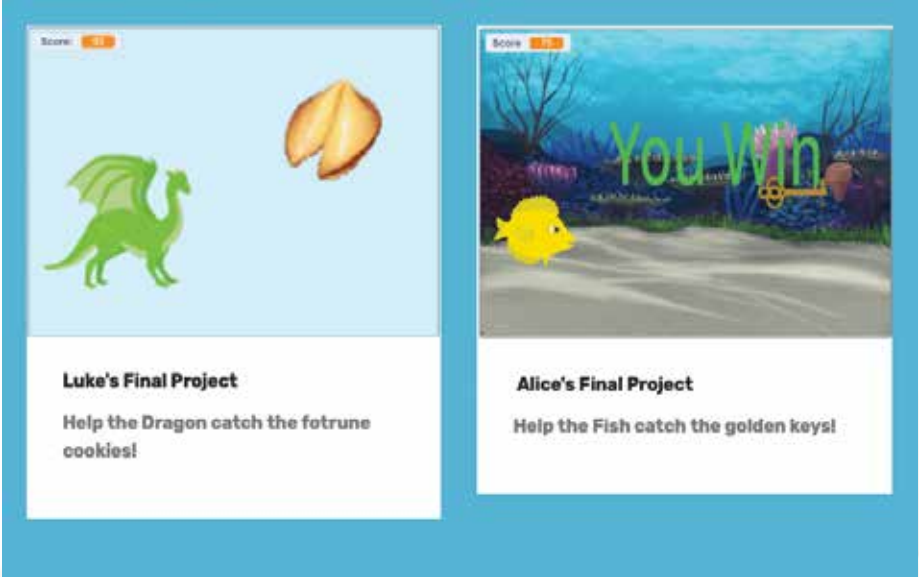 Score:
Score
You Win
Luke's Final Project
Help the Dragon catch the fotrune
cookies!
Alice's Final Project
Help the Fish catch the golden keys!